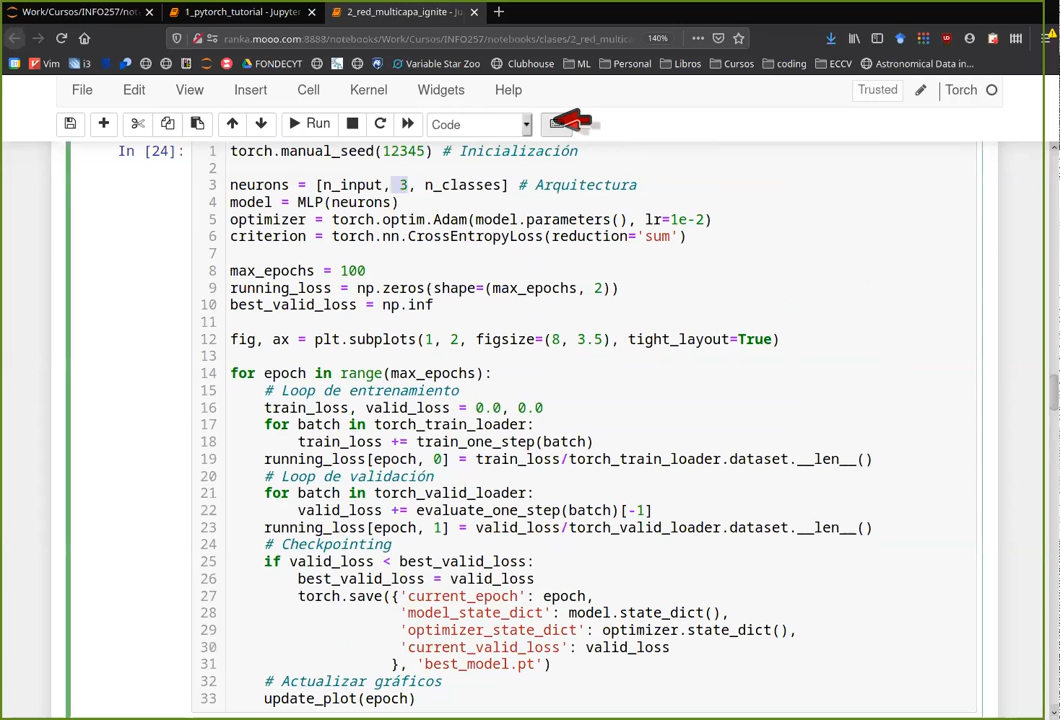 Work/Cursos/INFO257/note
1_pytorch_tutorial - Jupyter
2_red_multicapa_ignite - Ju
ranka.mooo.com:8888/notebooks/Work/Cursos/INFO257/notebooks/clases/2_red_multica
140%
Vim
i3
FONDECYT
Variable Star Zoo
Clubhouse
ML
Personal
Libros
Cursos
coding
ECCV
Astronomical Data in...
File Edit View Insert Cell Kernel Widgets Help
Trusted
Torch
Run
Code
In [24]:
1 torch.manual_seed(12345) # Inicialización
2
3 neurons = [n_input, 3, n_classes] # Arquitectura
4 model = MLP(neurons)
5 optimizer = torch.optim.Adam(model.parameters(), lr=1e-2)
6 criterion = torch.nn.CrossEntropyLoss(reduction='sum')
7
8 max_epochs = 100
9 running_loss = np.zeros(shape=(max_epochs, 2))
10 best_valid_loss = np.inf
11
12 fig, ax = plt.subplots(1, 2, figsize=(8, 3.5), tight_layout=True)
13
14 for epoch in range(max_epochs):
15 # Loop de entrenamiento
16 train_loss, valid_loss = 0.0, 0.0
17 for batch in torch_train_loader:
18 train_loss += train_one_step(batch)
19 running_loss[epoch, 0] = train_loss/torch_train_loader.dataset.__len__()
20 # Loop de validación
21 for batch in torch_valid_loader:
22 valid_loss += evaluate_one_step(batch)[-1]
23 running_loss[epoch, 1] = valid_loss/torch_valid_loader.dataset.__len__()
24 # Checkpointing
25 if valid_loss < best_valid_loss:
26 best_valid_loss = valid_loss
27 torch.save({'current_epoch': epoch,
28 'model_state_dict': model.state_dict(),
29 'optimizer_state_dict': optimizer.state_dict(),
30 'current_valid_loss': valid_loss
31 }, 'best_model.pt')
32 # Actualizar gráficos
33 update_plot(epoch)